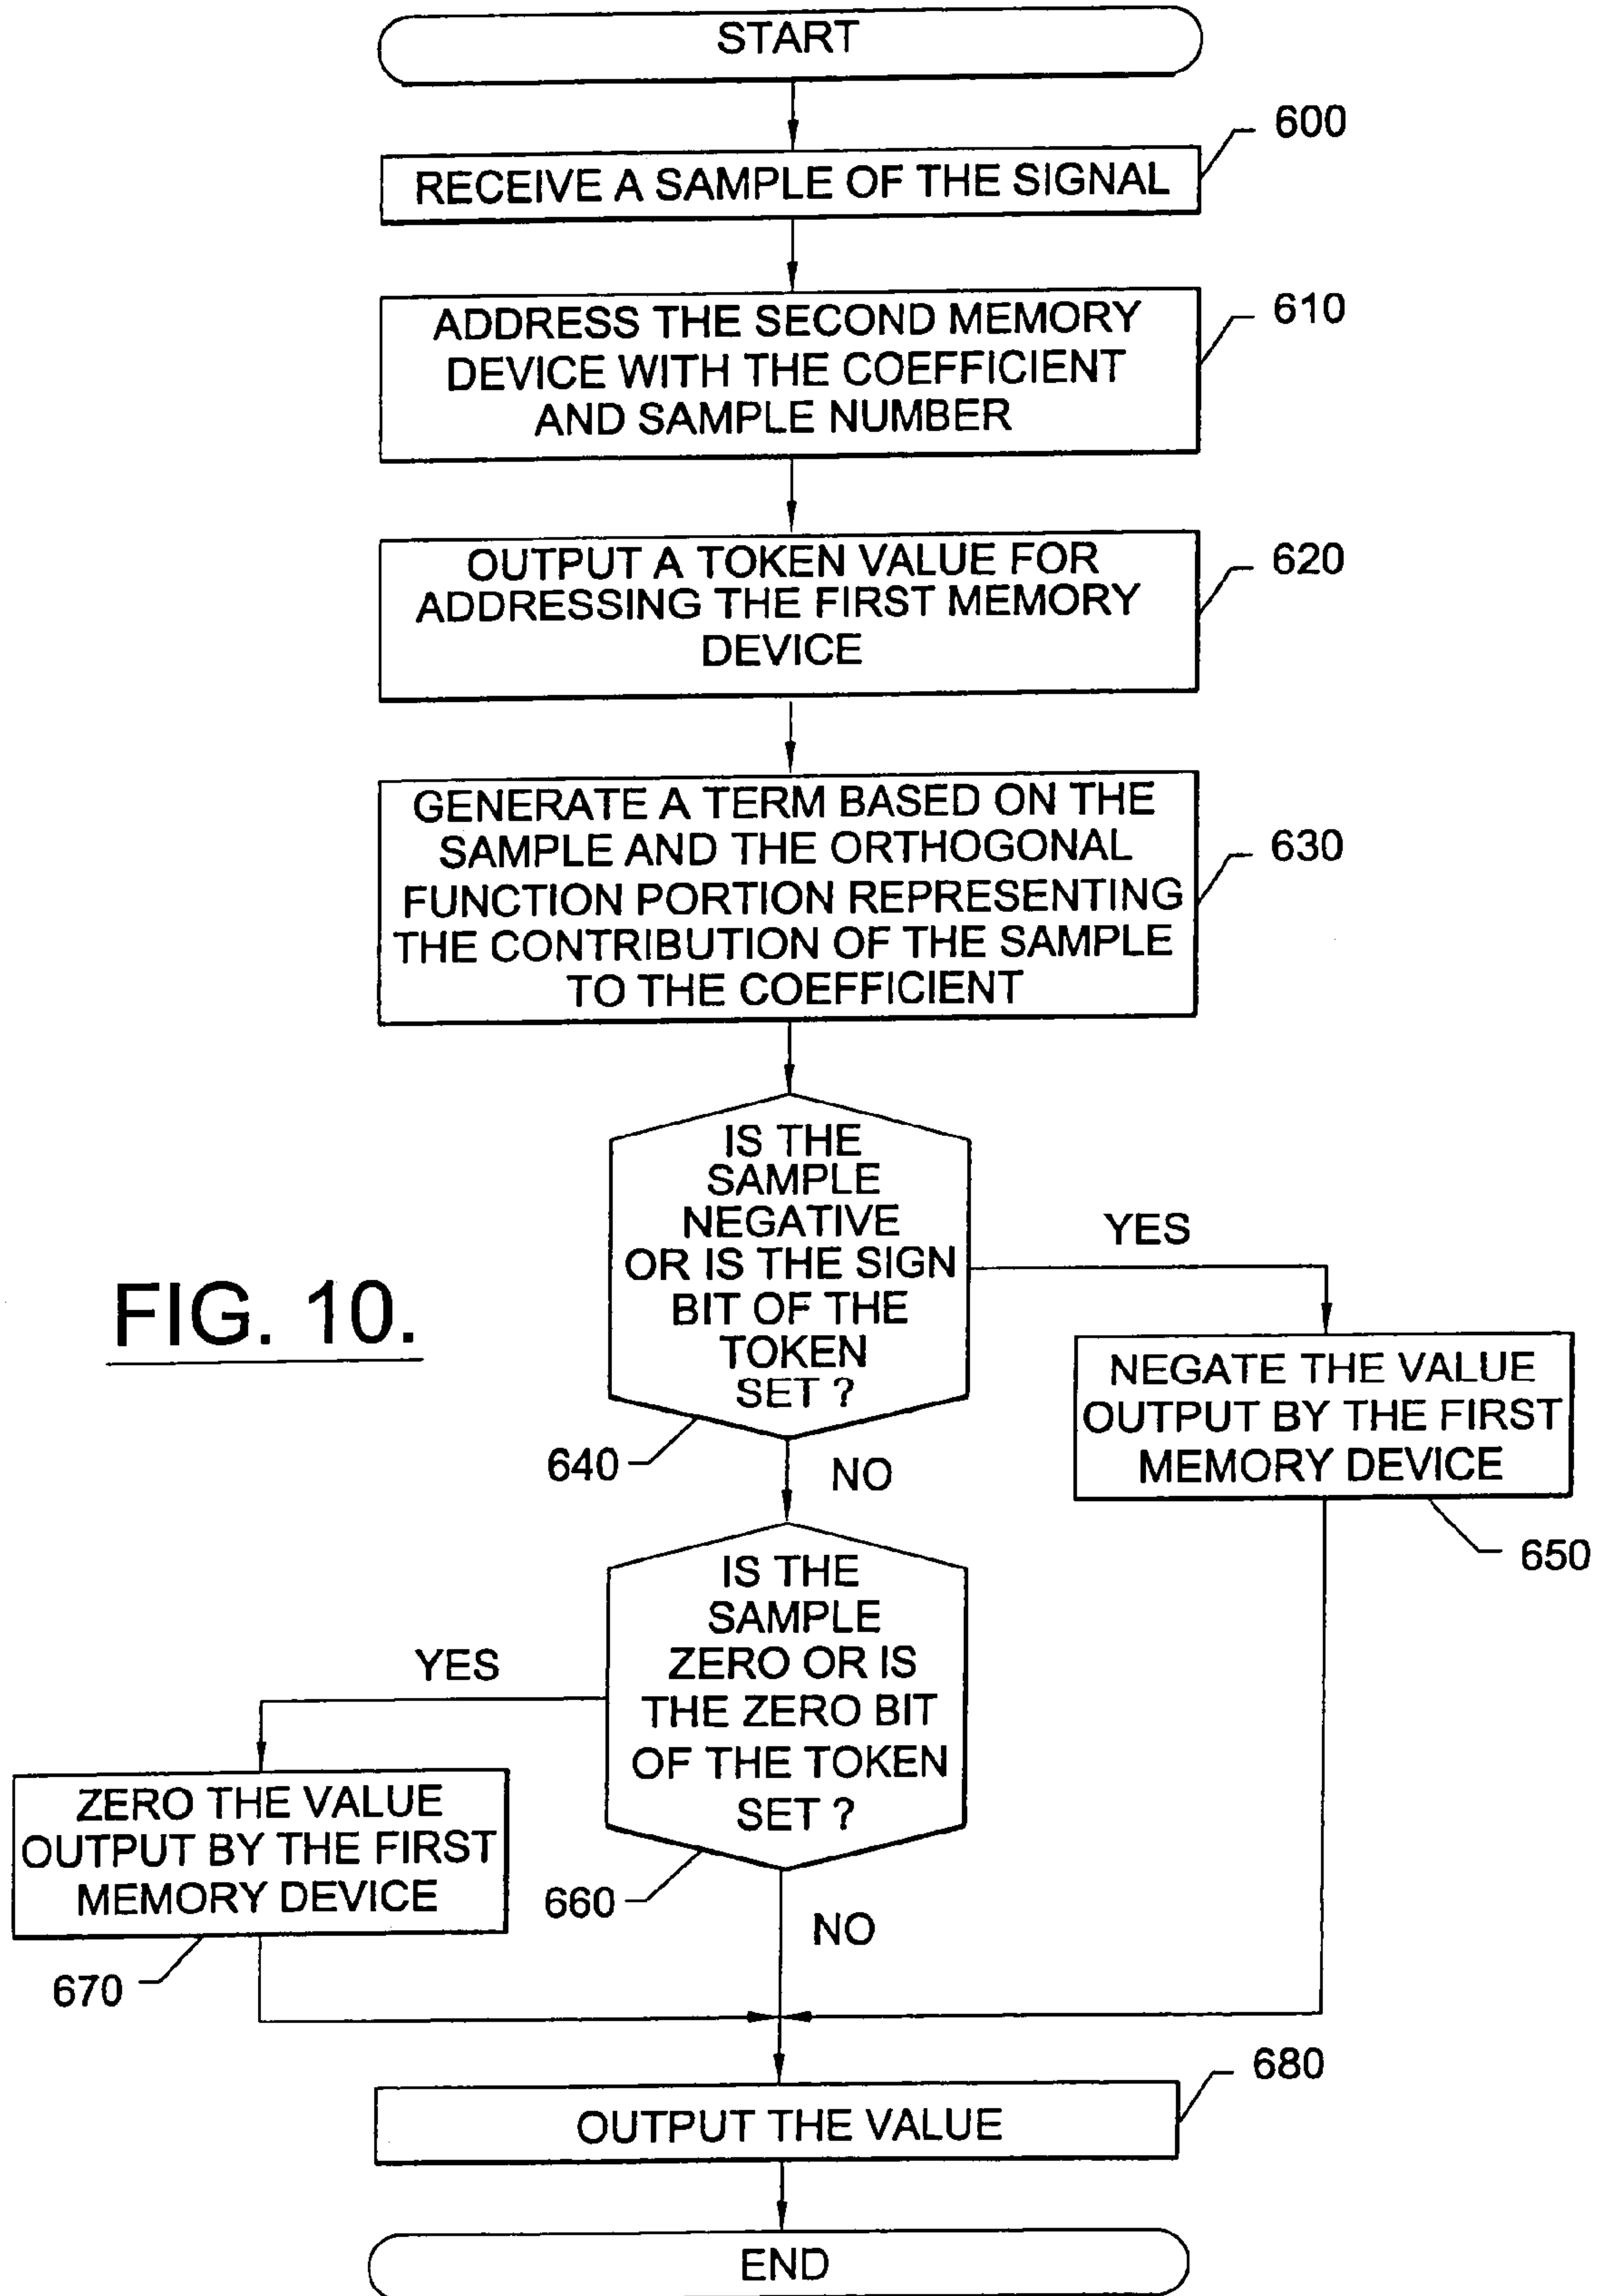 START
600
RECEIVE A SAMPLE OF THE SIGNAL
610
ADDRESS THE SECOND MEMORY
DEVICE WITH THE COEFFICIENT
AND SAMPLE NUMBER
620
OUTPUT A TOKEN VALUE FOR
ADDRESSING THE FIRST MEMORY
DEVICE
630
GENERATE A TERM BASED ON THE
SAMPLE AND THE ORTHOGONAL
FUNCTION PORTION REPRESENTING
THE CONTRIBUTION OF THE SAMPLE
TO THE COEFFICIENT
IS THE
SAMPLE
NEGATIVE
OR IS THE SIGN
BIT OF THE
TOKEN
SET ?
640
YES
NEGATE THE VALUE
OUTPUT BY THE FIRST
MEMORY DEVICE
650
FIG. 10.
NO
IS THE
SAMPLE
ZERO OR IS
THE ZERO BIT
OF THE TOKEN
SET ?
660
YES
ZERO THE VALUE
OUTPUT BY THE FIRST
MEMORY DEVICE
670
NO
680
OUTPUT THE VALUE
END